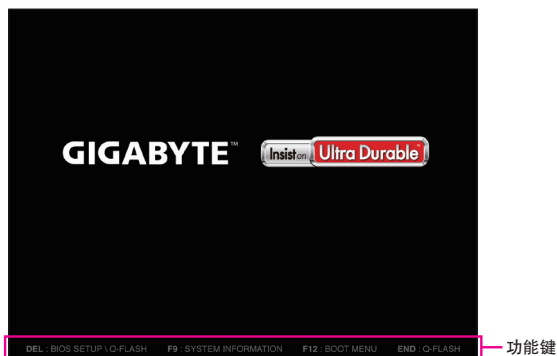 GIGABYTE™
Insist on Ultra Durable™
DEL : BIOS SETUP \ Q-FLASH F9 : SYSTEM INFORMATION F12 : BOOT MENU END : Q-FLASH
功能键